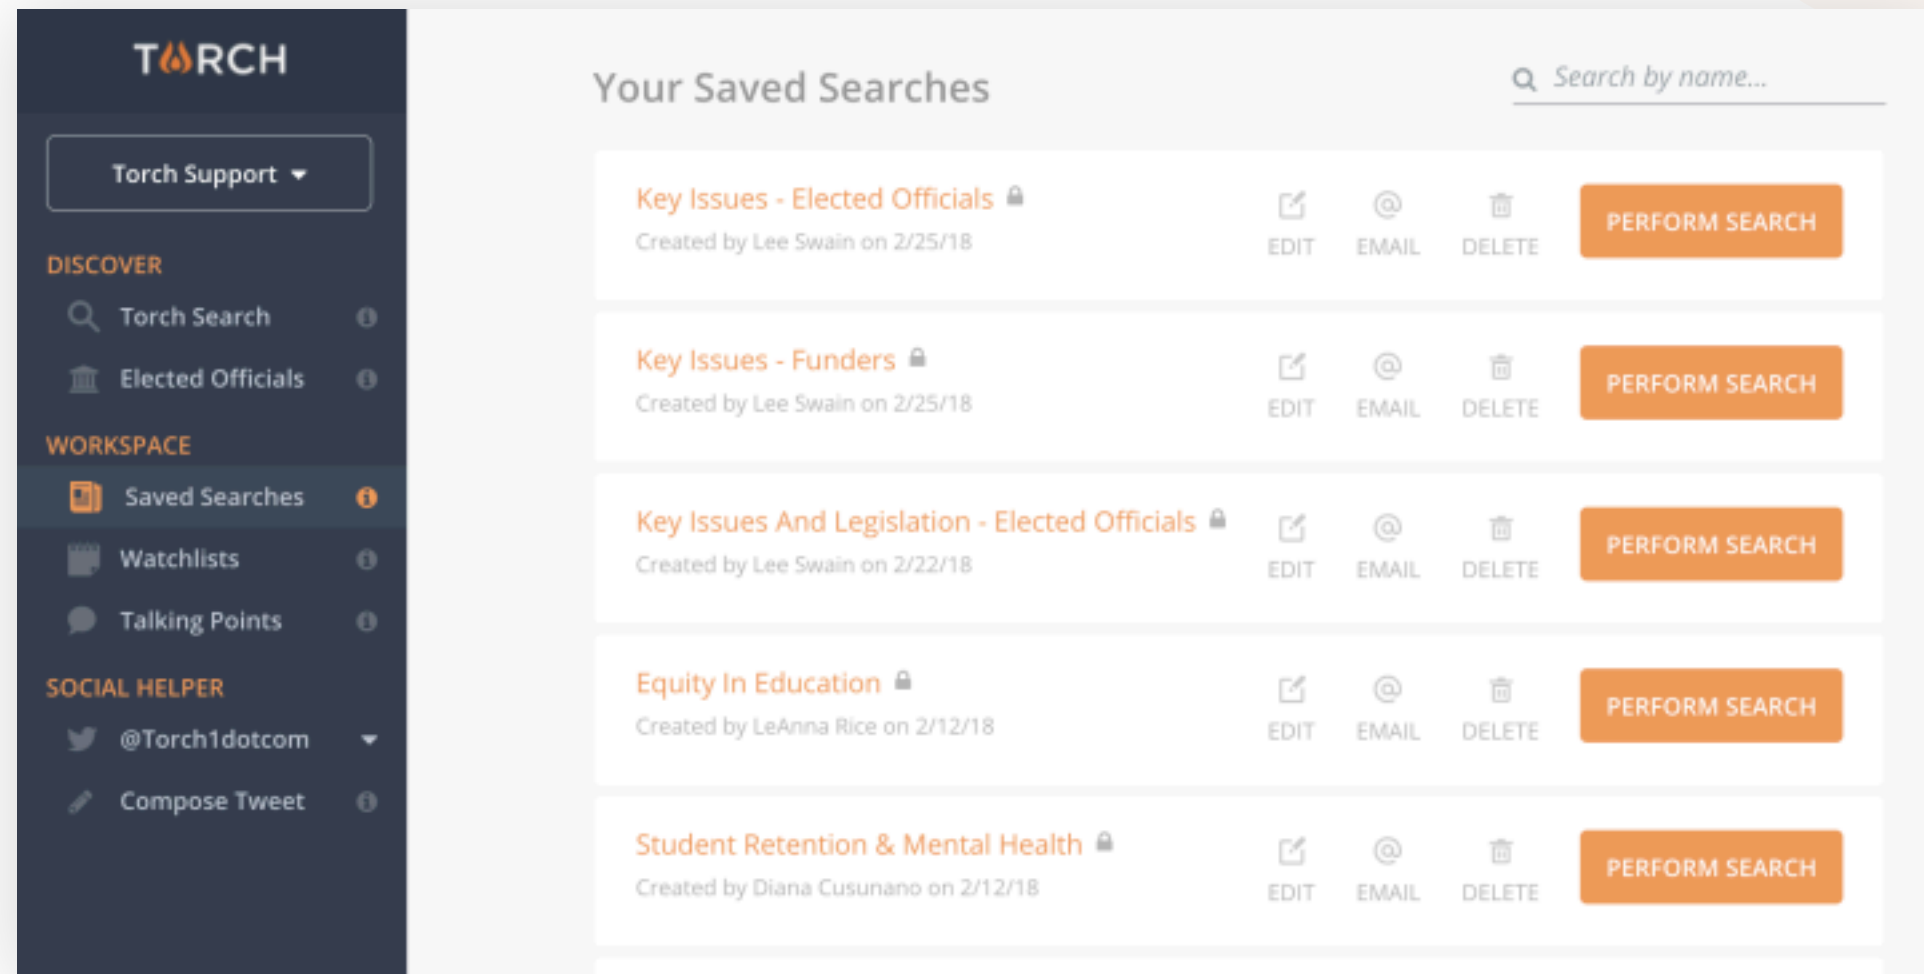 TORCH
Torch Support
DISCOVER
Torch Search
Elected Officials
WORKSPACE
Saved Searches
Watchlists
Talking Points
SOCIAL HELPER
@Torch1dotcom
Compose Tweet
Your Saved Searches
Search by name...
Key Issues - Elected Officials
Created by Lee Swain on 2/25/18
EDIT EMAIL DELETE
PERFORM SEARCH
Key Issues - Funders
Created by Lee Swain on 2/25/18
EDIT EMAIL DELETE
PERFORM SEARCH
Key Issues And Legislation - Elected Officials
Created by Lee Swain on 2/22/18
EDIT EMAIL DELETE
PERFORM SEARCH
Equity In Education
Created by LeAnna Rice on 2/12/18
EDIT EMAIL DELETE
PERFORM SEARCH
Student Retention & Mental Health
Created by Diana Cusunano on 2/12/18
EDIT EMAIL DELETE
PERFORM SEARCH